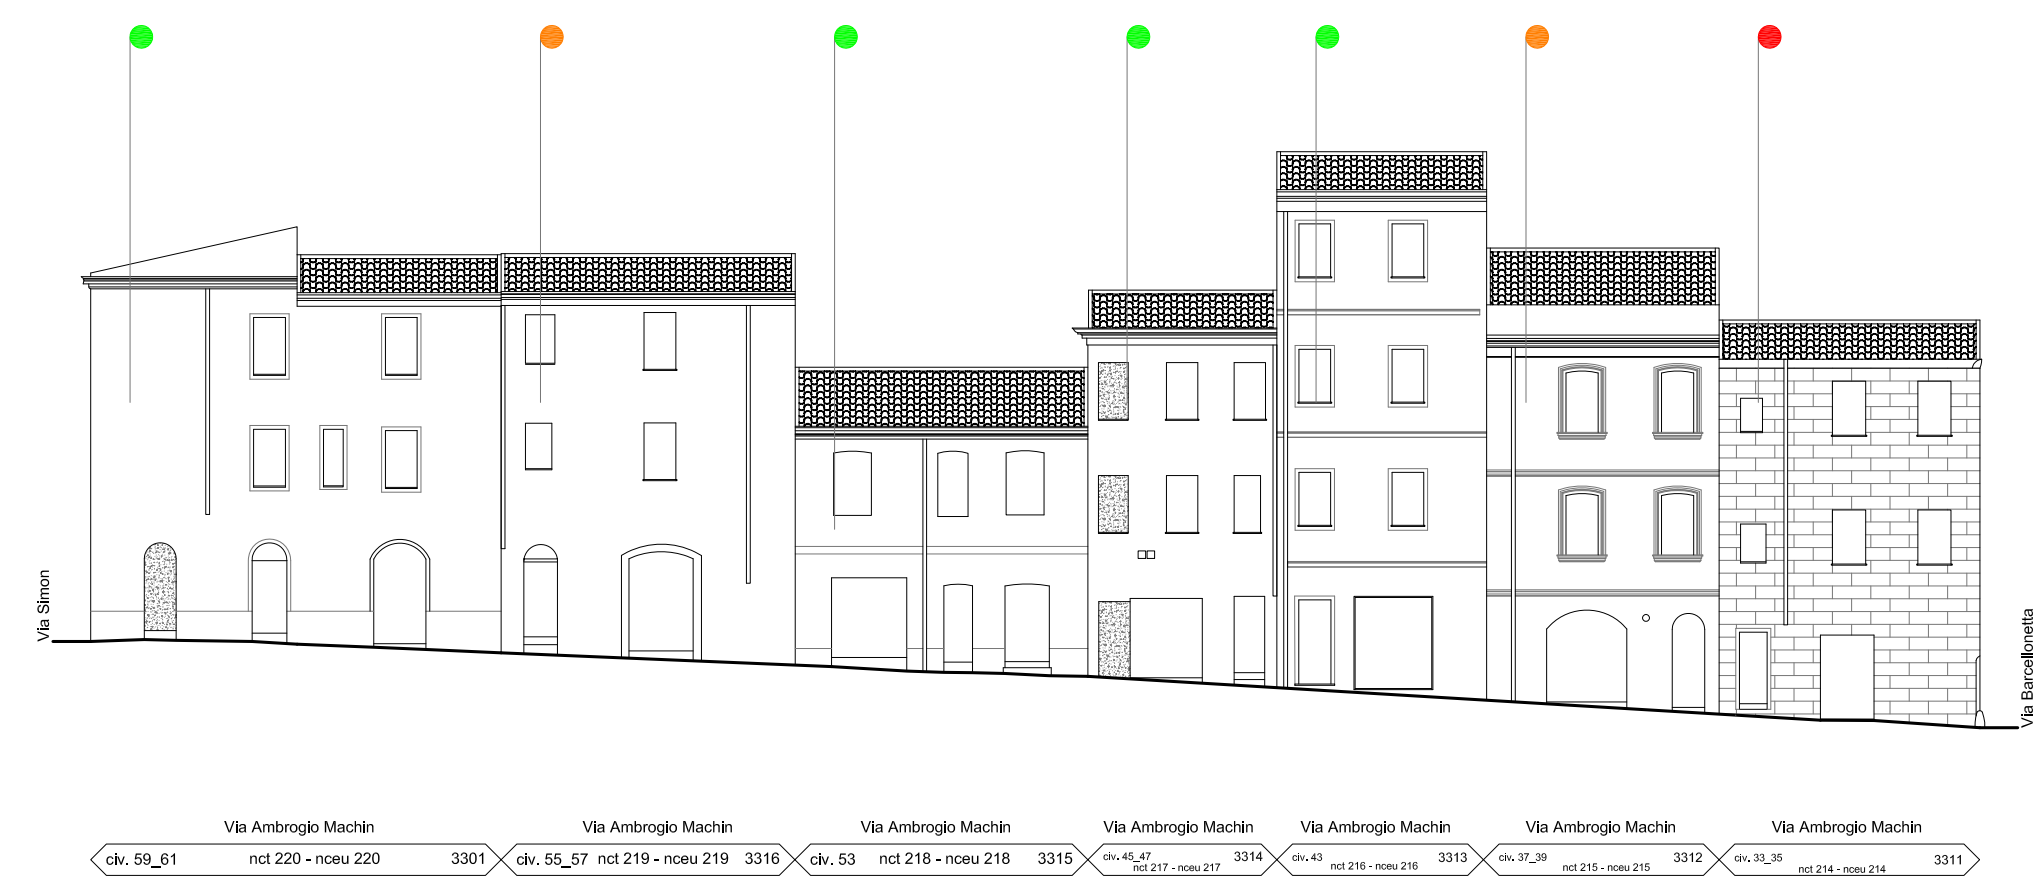 Via Simon
Via Barcellonetta
Via Ambrogio Machin
civ. 59_61 nct 220 - nceu 220 3301
Via Ambrogio Machin
civ. 55_57 nct 219 - nceu 219 3316
Via Ambrogio Machin
civ. 53 nct 218 - nceu 218 3315
Via Ambrogio Machin
civ. 45_47 3314
nct 217 - nceu 217
Via Ambrogio Machin
civ. 43 3313
nct 216 - nceu 216
Via Ambrogio Machin
civ. 37_39 3312
nct 215 - nceu 215
Via Ambrogio Machin
civ. 33_35 3311
nct 214 - nceu 214